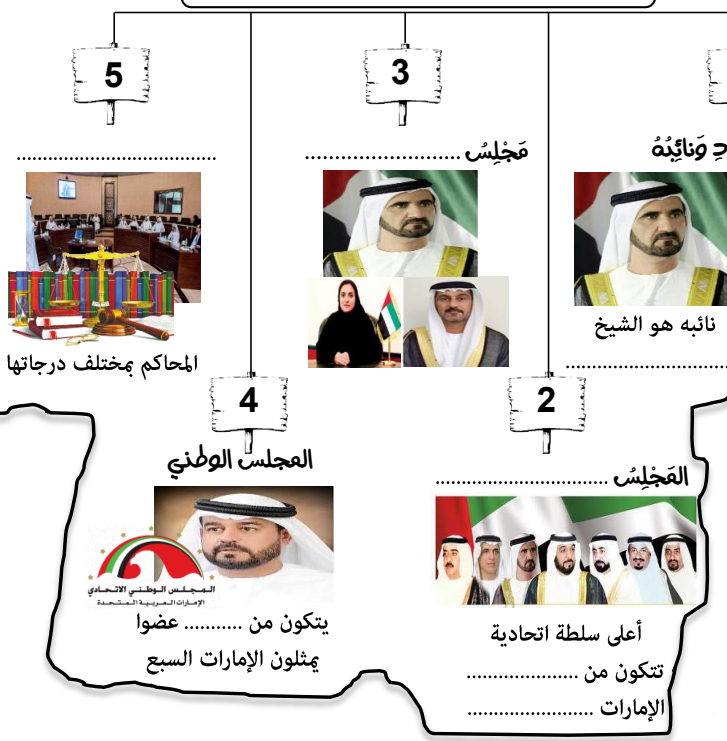 5
3
د وَنائِبُهُ
مَجْلِسُ ..........................
..................................
نائبه هو الشيخ
..............................
المحاكم بمختلف درجاتها
4
2
المجلس الوطني
المَجْلِسُ .............................
المجلس الوطني الاتحادي
الإمارات العربية المتحدة
يتكون من ........... عضوا
يمثلون الإمارات السبع
أعلى سلطة اتحادية
تتكون من .....................
الإمارات ........................